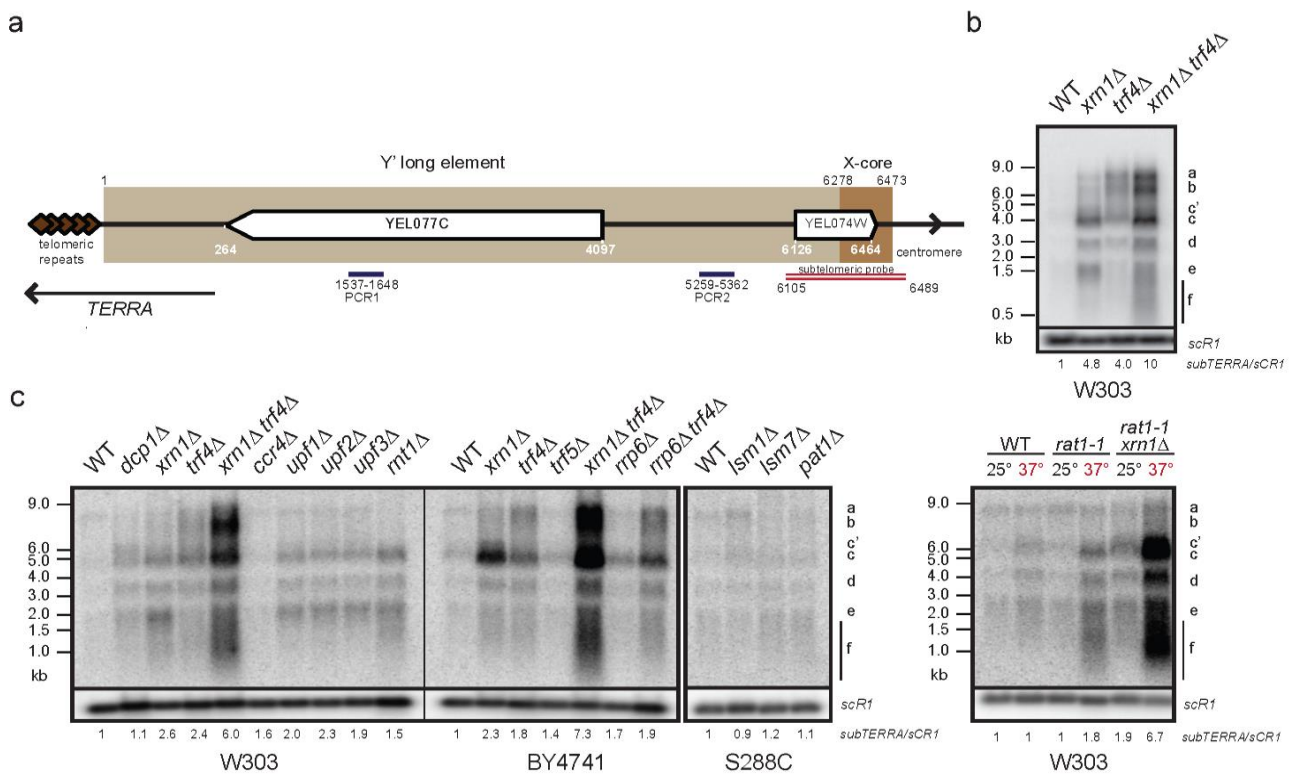 a
Y' long element
X-core
1
6278
6473
YEL077C
YEL074W
telomeric
repeats
264
4097
6126
6464
centromere
subtelomeric probe
1537-1648
PCR1
5259-5362
PCR2
6105
6489
TERRA
b
WT
xrn1Δ
trf4Δ
xrn1Δ trf4Δ
9.0
6.0
5.0
4.0
3.0
2.0
1.5
0.5
kb
a
b
c'
c
d
e
f
scR1
1 4.8 4.0 10 subTERRA/sCR1
W303
c
WT dcp1Δ xrn1Δ trf4Δ xrn1Δ trf4Δ ccr4Δ upf1Δ upf2Δ upf3Δ rnt1Δ
WT xrn1Δ trf4Δ trf5Δ xrn1Δ trf4Δ rrp6Δ rrp6Δ trf4Δ
WT lsm1Δ lsm7Δ pat1Δ
9.0
6.0
5.0
4.0
3.0
2.0
1.5
1.0
kb
a
b
c'
c
d
e
f
scR1
1 1.1 2.6 2.4 6.0 1.6 2.0 2.3 1.9 1.5
1 2.3 1.8 1.4 7.3 1.7 1.9
1 0.9 1.2 1.1 subTERRA/sCR1
W303
BY4741
S288C
WT rat1-1 rat1-1
xrn1Δ
25° 37° 25° 37° 25° 37°
9.0
6.0
5.0
4.0
3.0
2.0
1.5
1.0
kb
a
b
c'
c
d
e
f
scR1
1 1 1 1.8 1.9 6.7 subTERRA/sCR1
W303